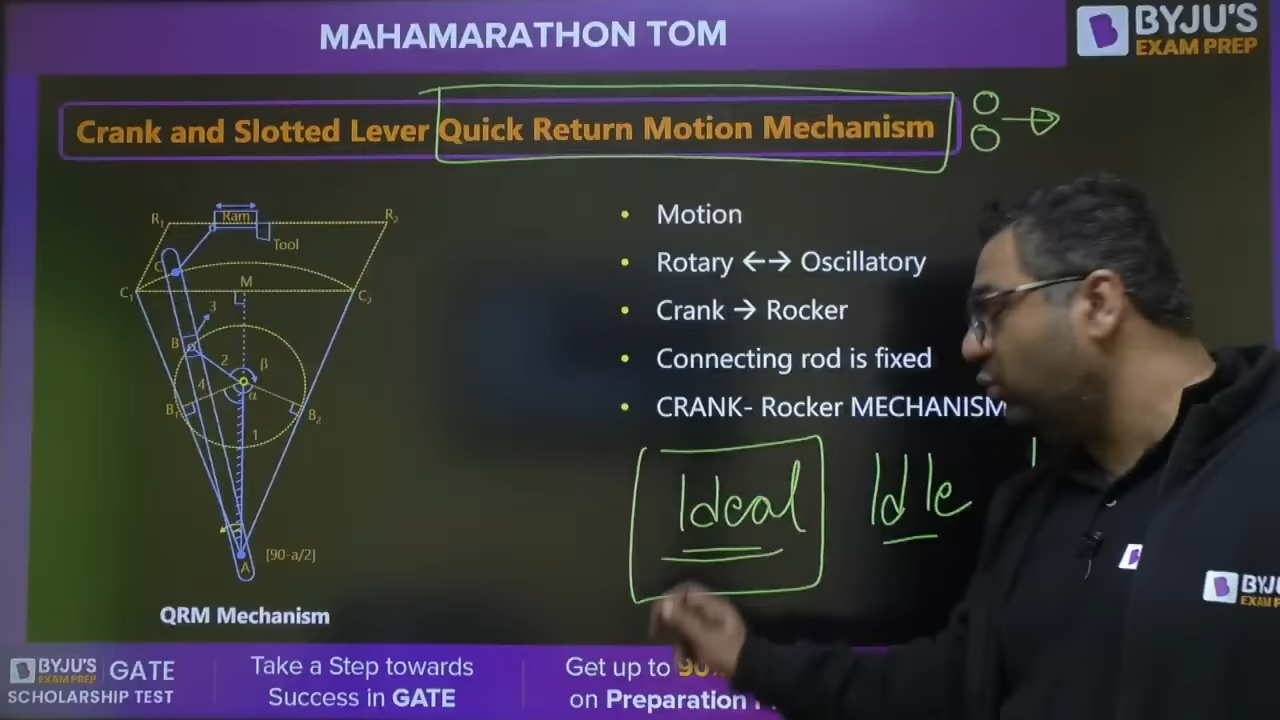 MAHAMARATHON TOM
BYJU'S
EXAM PREP
Crank and Slotted Lever Quick Return Motion Mechanism
R₁
Ram
R₂
Tool
C
C₁
M
C₂
3
B
2
β
4
α
B₁
B₂
1
[90-a/2]
A
QRM Mechanism
• Motion
• Rotary ←→ Oscillatory
• Crank → Rocker
• Connecting rod is fixed
• CRANK- Rocker MECHANISM
Ideal Idle
BYJU'S
EXAM PREP
GATE
SCHOLARSHIP TEST
Take a Step towards
Success in GATE
Get up to
on Preparation
BYJU
EXAM P